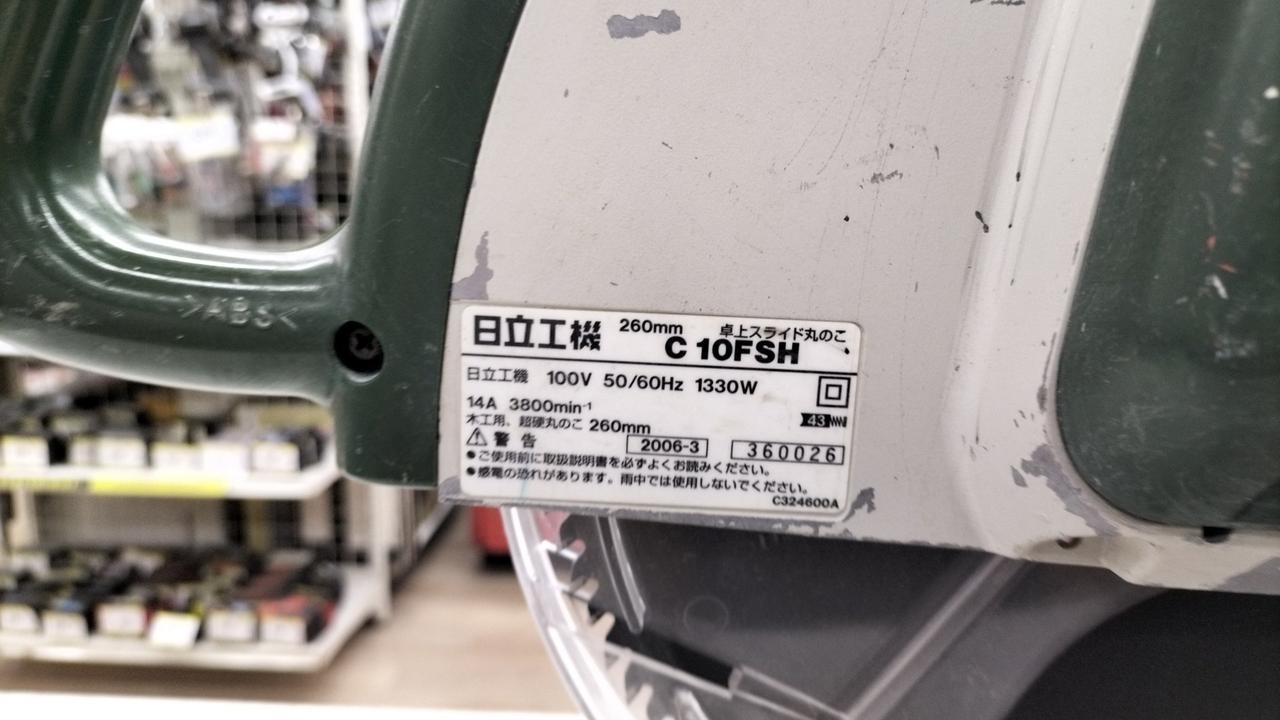 >ABS<
日立工機 260mm 卓上スライド丸のこ
C 10FSH
日立工機 100V 50/60Hz 1330W
14A 3800min⁻¹
43
木工用、超硬丸のこ 260mm
⚠ 警告 2006-3 360026
●ご使用前に取扱説明書を必ずよくお読みください。
●感電の恐れがあります。雨中では使用しないでください。
C324600A